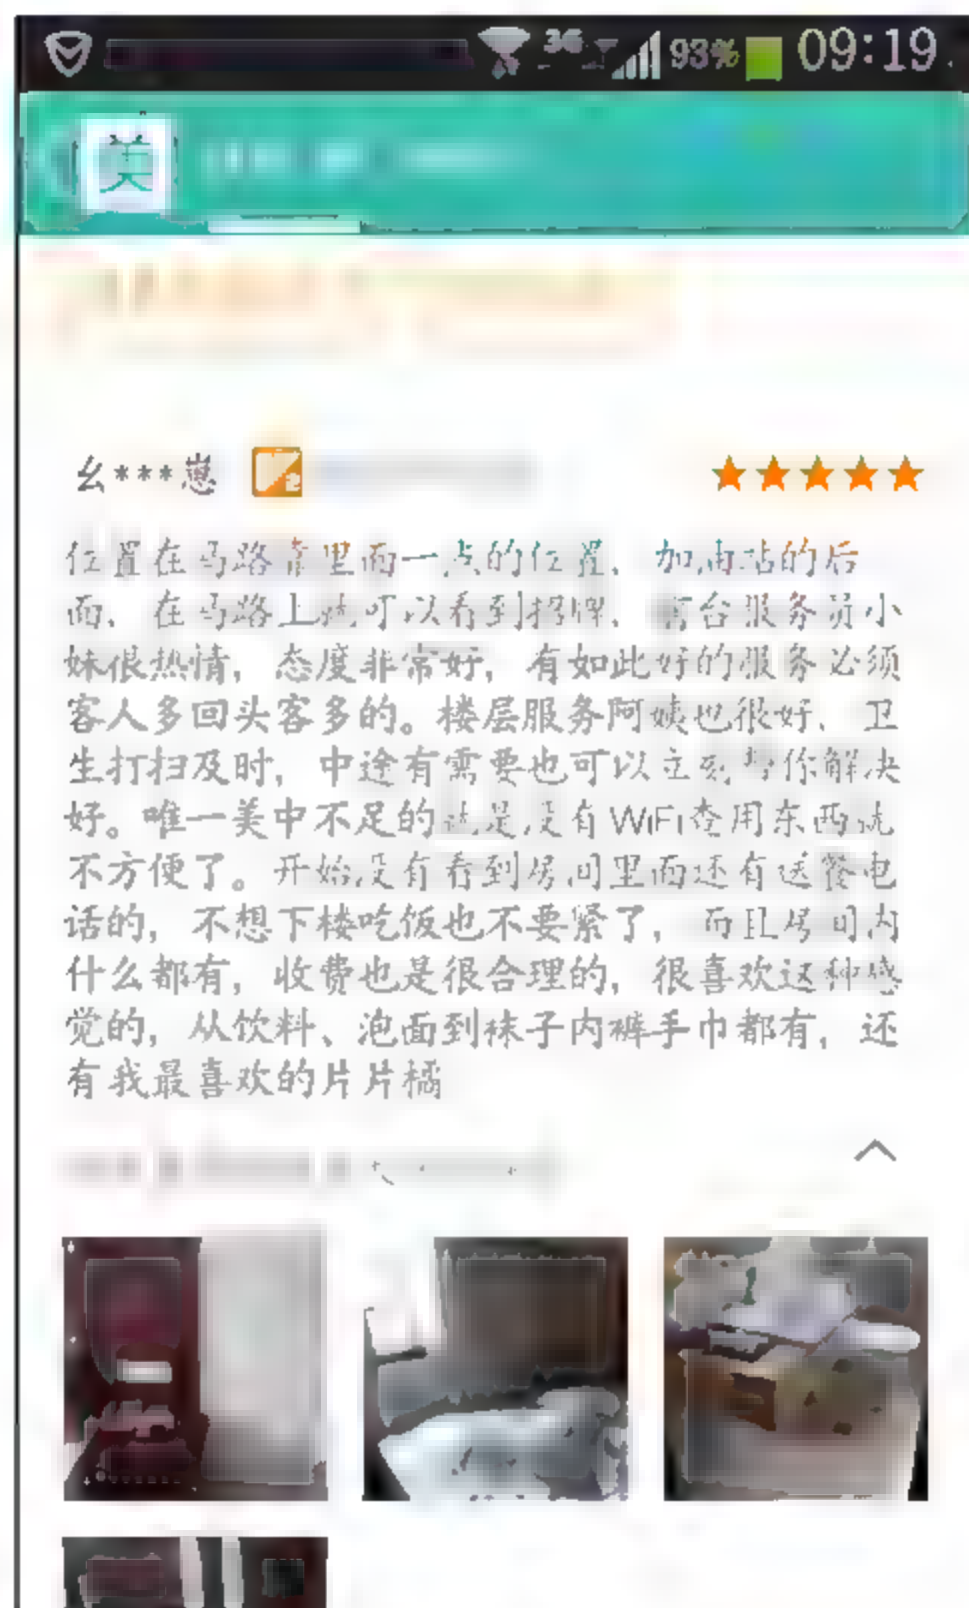 3G 93% 09:19
美
幺***崽
位置在马路靠里面一点的位置，加油站的后
面，在马路上就可以看到招牌，前台服务员小
妹很热情，态度非常好，有如此好的服务必须
客人多回头客多的。楼层服务阿姨也很好，卫
生打扫及时，中途有需要也可以立刻帮你解决
好。唯一美中不足的就是没有WiFi查用东西就
不方便了。开始没有看到房间里面还有送餐电
话的，不想下楼吃饭也不要紧了，而且房间内
什么都有，收费也是很合理的，很喜欢这种感
觉的，从饮料、泡面到袜子内裤手巾都有，还
有我最喜欢的片片橘